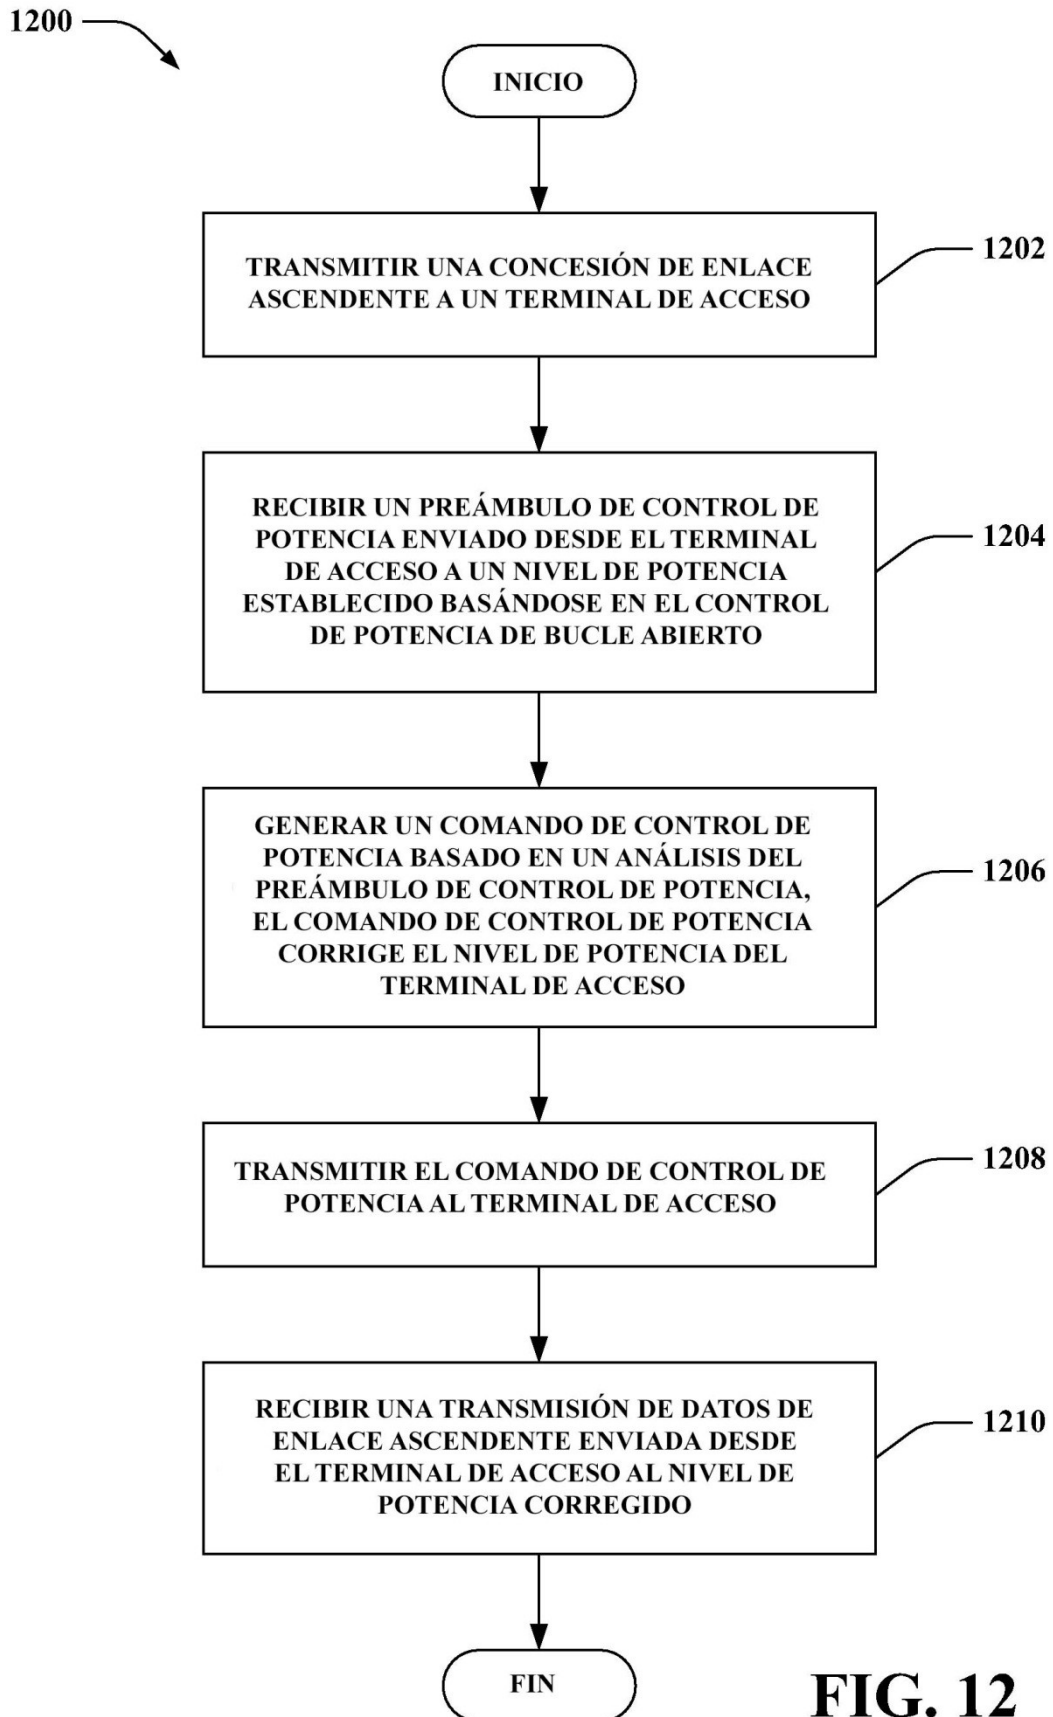 1200
INICIO
TRANSMITIR UNA CONCESIÓN DE ENLACE
ASCENDENTE A UN TERMINAL DE ACCESO
1202
RECIBIR UN PREÁMBULO DE CONTROL DE
POTENCIA ENVIADO DESDE EL TERMINAL
DE ACCESO A UN NIVEL DE POTENCIA
ESTABLECIDO BASÁNDOSE EN EL CONTROL
DE POTENCIA DE BUCLE ABIERTO
1204
GENERAR UN COMANDO DE CONTROL DE
POTENCIA BASADO EN UN ANÁLISIS DEL
PREÁMBULO DE CONTROL DE POTENCIA,
EL COMANDO DE CONTROL DE POTENCIA
CORRIGE EL NIVEL DE POTENCIA DEL
TERMINAL DE ACCESO
1206
TRANSMITIR EL COMANDO DE CONTROL DE
POTENCIA AL TERMINAL DE ACCESO
1208
RECIBIR UNA TRANSMISIÓN DE DATOS DE
ENLACE ASCENDENTE ENVIADA DESDE
EL TERMINAL DE ACCESO AL NIVEL DE
POTENCIA CORREGIDO
1210
FIN
FIG. 12